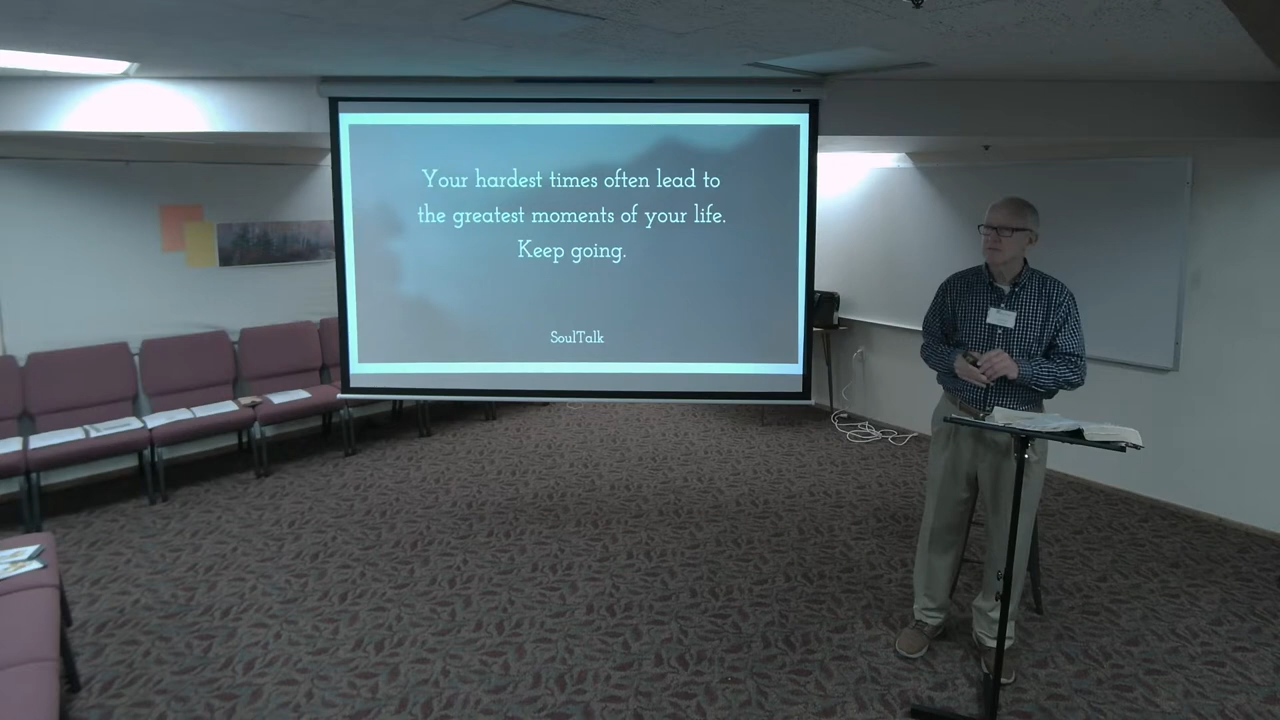 Your hardest times often lead to
the greatest moments of your life.
Keep going.
SoulTalk